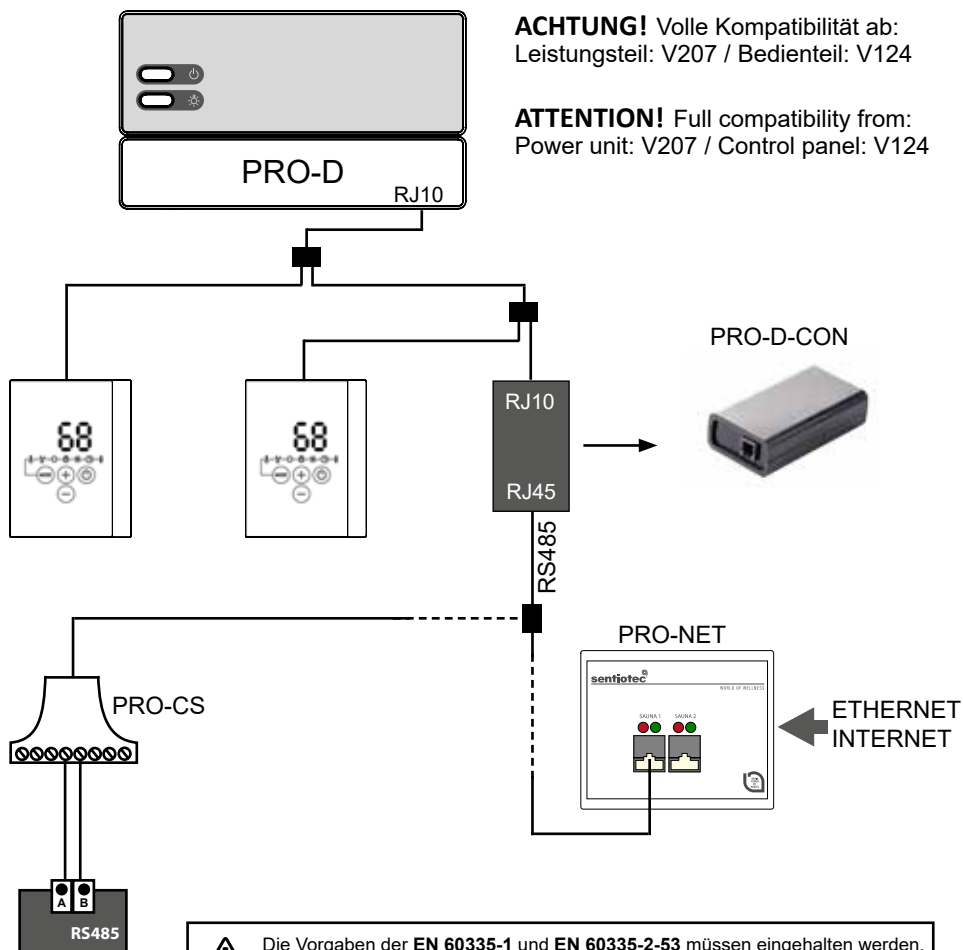 ACHTUNG! Volle Kompatibilität ab:
Leistungsteil: V207 / Bedienteil: V124
ATTENTION! Full compatibility from:
Power unit: V207 / Control panel: V124
PRO-D
RJ10
PRO-D-CON
68
68
RJ10
RJ45
RS485
PRO-NET
sentiotec
WORLD OF WELLNESS
SAUNA 1 SAUNA 2
ETHERNET
INTERNET
PRO-CS
A B
RS485
Die Vorgaben der EN 60335-1 und EN 60335-2-53 müssen eingehalten werden.